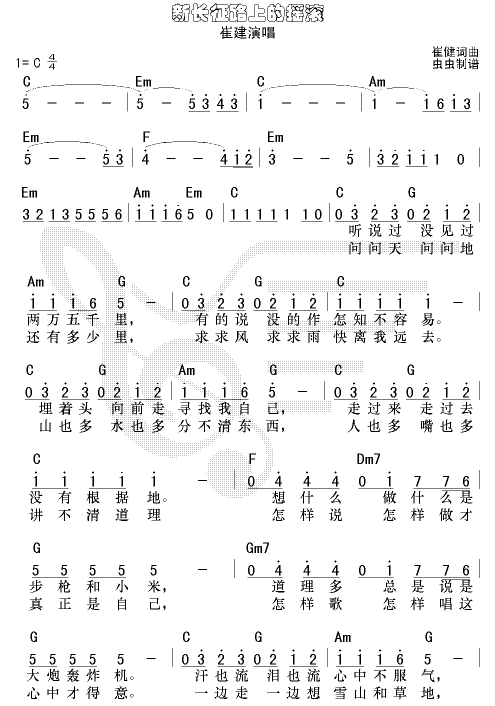 新长征路上的摇滚
崔建演唱
1= C 4/4
崔健词曲
虫虫制谱
C Em C Am
5 - - - | 5 - - 5 3 4 3 | 1 - - - | 1 - - 1 6 1 3
Em F Em
5 - - 5 3 | 4 - - 4 1 2 | 3 - - 5 | 3 2 1 1 1 0
Em Am Em C C G
3 2 1 3 5 5 5 6 | 1 1 1 6 5 0 | 1 1 1 1 1 1 0 | 0 3 2 3 0 2 1 2
听说过 没见过
问问天 问问地
Am G C G C
1 1 1 6 5 - | 0 3 2 3 0 2 1 2 | 1 1 1 1 1 -
两万五千里， 有的说 没的作 怎知不容易。
还有多少里， 求求风 求求雨 快离我远去。
C G Am G C G
0 3 2 3 0 2 1 2 | 1 1 1 6 5 - | 0 3 2 3 0 2 1 2
埋着头 向前走 寻找我自己， 走过来 走过去
山也多 水也多 分不清东西， 人也多 嘴也多
C F Dm7
1 1 1 1 1 - | 0 4 4 4 0 1 7 7 6
没有根据地。 想什么 做什么是
讲不清道理 怎样说 怎样做才
G Gm7
5 5 5 5 5 - | 0 4 4 4 0 1 7 7 6
步枪和小米， 道理多 总是说是
真正是自己， 怎样歌 怎样唱这
G C G Am G
5 5 5 5 5 - | 0 3 2 3 0 2 1 2 | 1 1 1 6 5 -
大炮轰炸机。 汗也流 泪也流 心中不服气，
心中才得意。 一边走 一边想 雪山和草地，